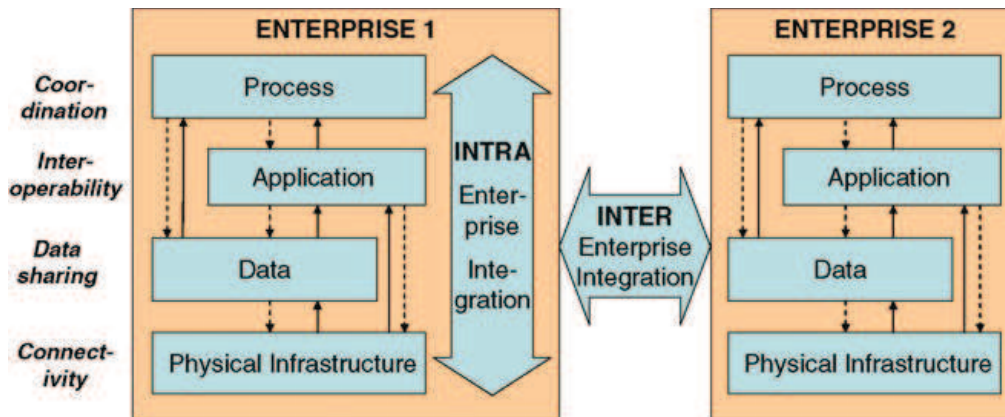 ENTERPRISE 1
Coor-
dination
Process
Inter-
operability
Application
Data
sharing
Data
Connect-
ivity
Physical Infrastructure
INTRA
Enter-
prise
Inte-
gration
INTER
Enterprise
Integration
ENTERPRISE 2
Process
Application
Data
Physical Infrastructure